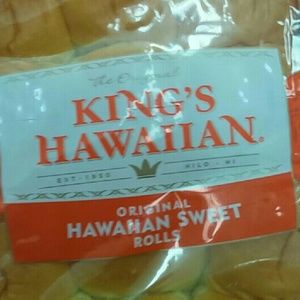 The Original
KING'S
HAWAIIAN®
EST-1950 HILO - HI
ORIGINAL
HAWAIIAN SWEET
ROLLS